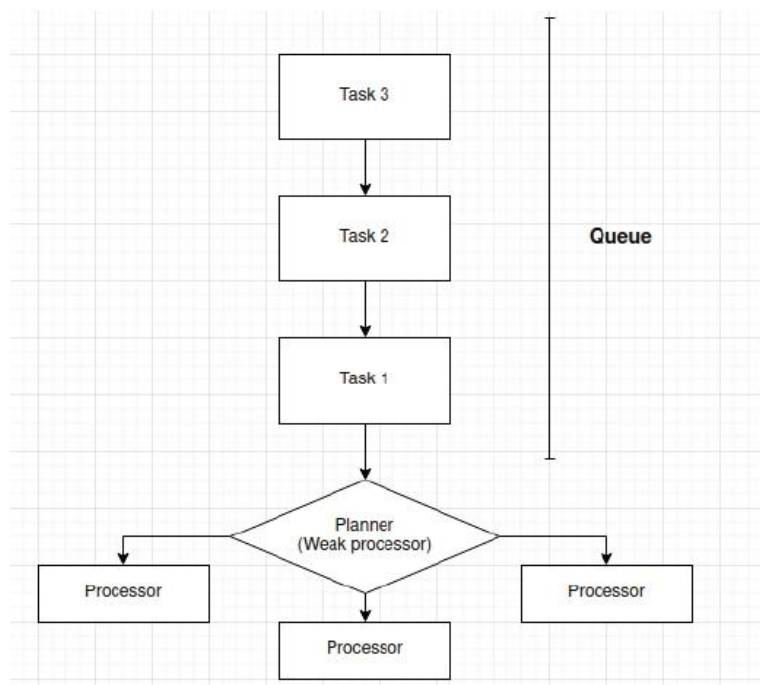 Task 3
Task 2
Queue
Task 1
Planner
(Weak processor)
Processor
Processor
Processor